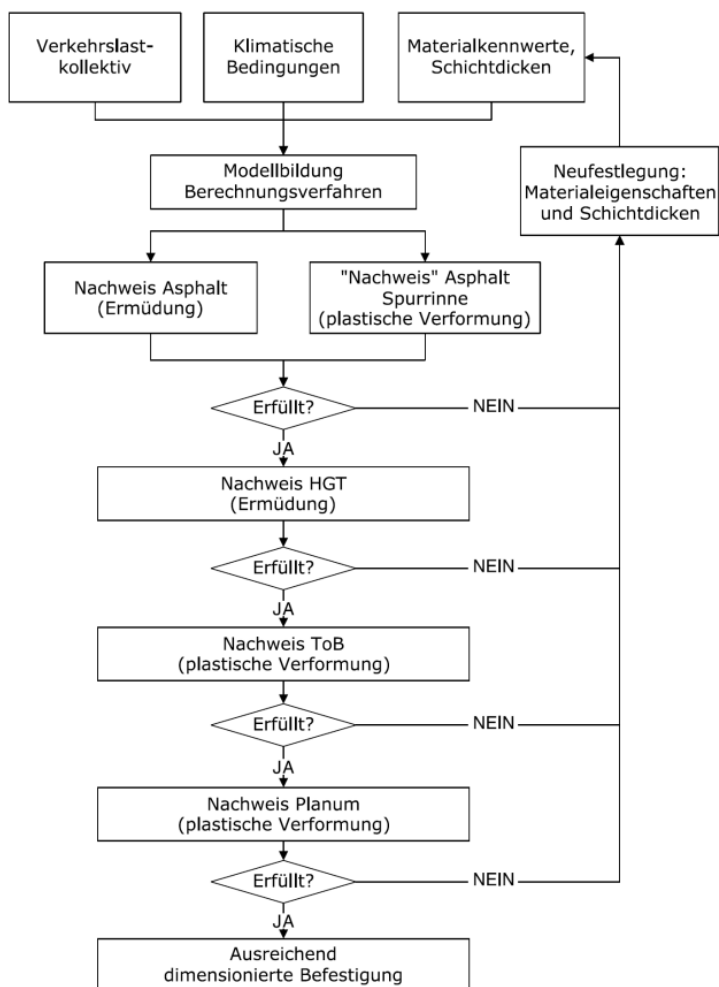 Verkehrslast-
kollektiv
Klimatische
Bedingungen
Materialkennwerte,
Schichtdicken
Modellbildung
Berechnungsverfahren
Neufestlegung:
Materialeigenschaften
und Schichtdicken
Nachweis Asphalt
(Ermüdung)
"Nachweis" Asphalt
Spurrinne
(plastische Verformung)
Erfüllt?
NEIN
JA
Nachweis HGT
(Ermüdung)
Erfüllt?
NEIN
JA
Nachweis ToB
(plastische Verformung)
Erfüllt?
NEIN
JA
Nachweis Planum
(plastische Verformung)
Erfüllt?
NEIN
JA
Ausreichend
dimensionierte Befestigung